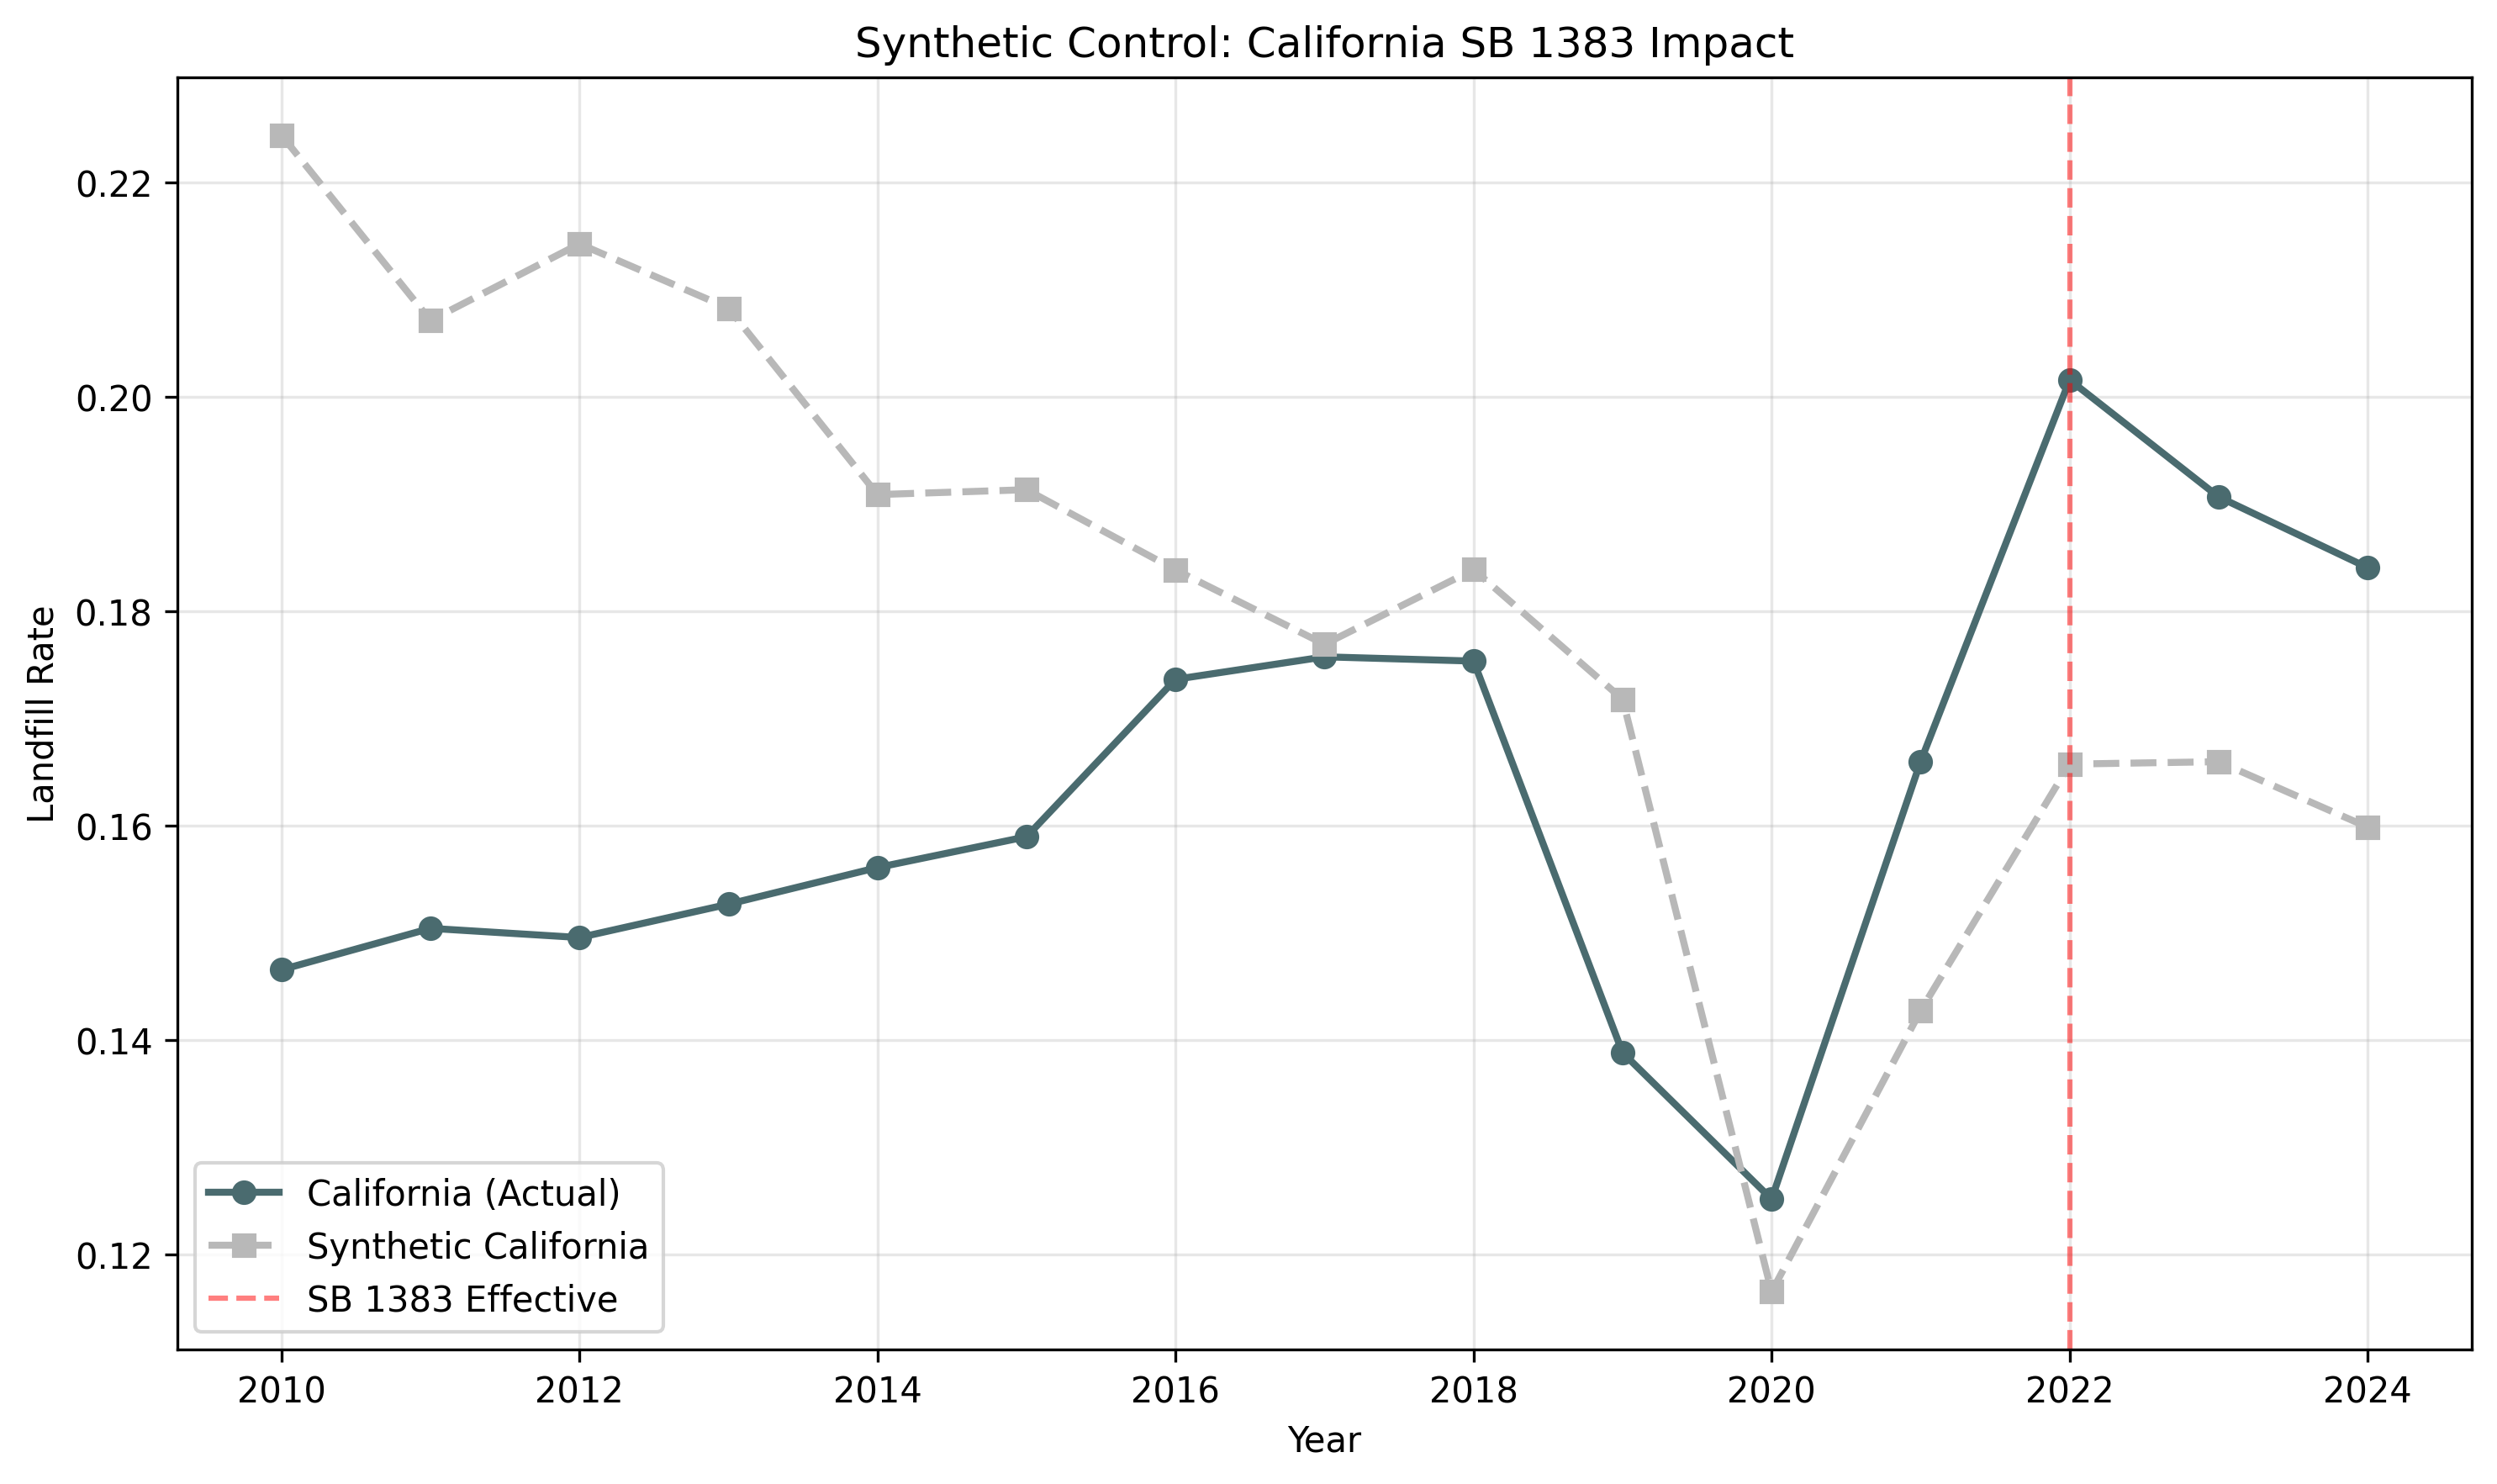 Synthetic Control: California SB 1383 Impact
Landfill Rate
0.22
0.20
0.18
0.16
0.14
0.12
California (Actual)
Synthetic California
SB 1383 Effective
2010 2012 2014 2016 2018 2020 2022 2024
Year